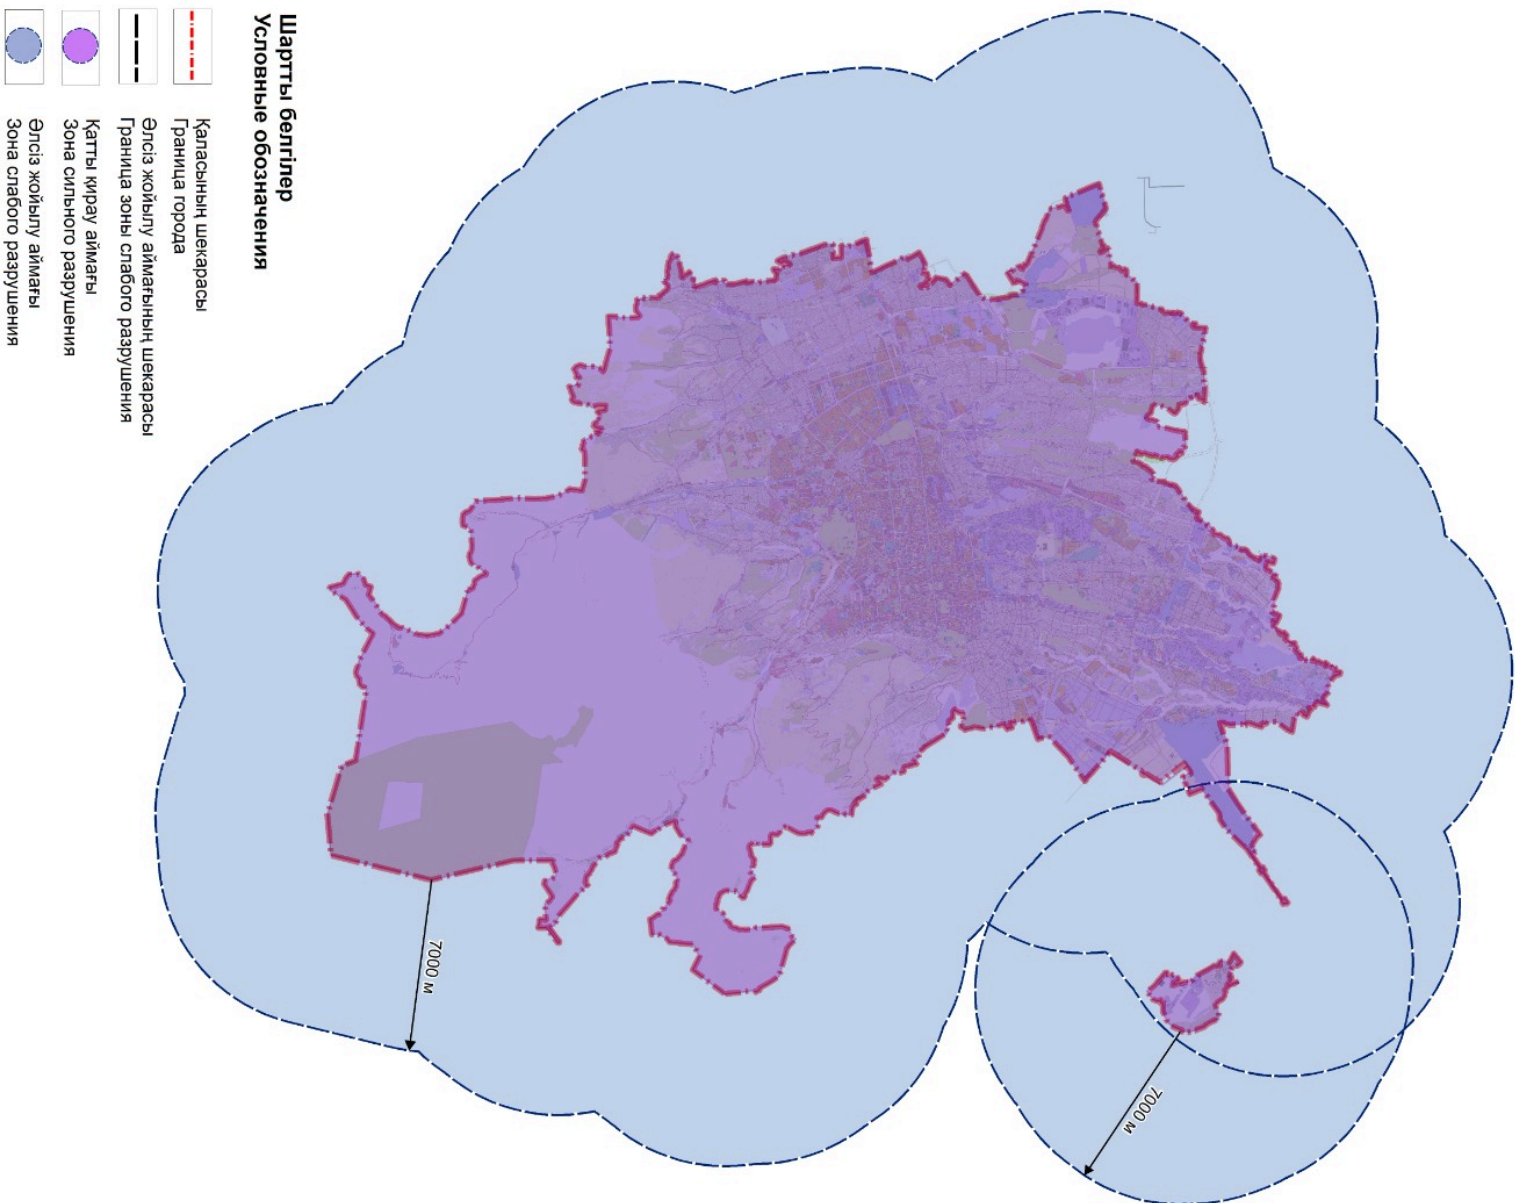 Шартты белгілер
Условные обозначения
Қаласының шекарасы
Граница города
Әлсіз жойылу аймағының шекарасы
Граница зоны слабого разрушения
Қатты қирау аймағы
Зона сильного разрушения
Әлсіз жойылу аймағы
Зона слабого разрушения
7000 м
7000 м